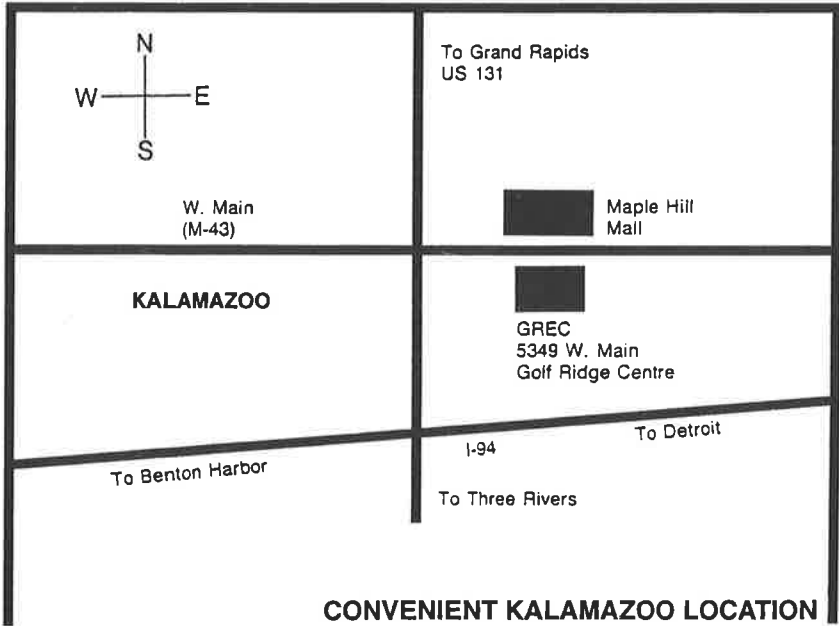 N
W E
S
To Grand Rapids
US 131
W. Main
(M-43)
Maple Hill
Mall
KALAMAZOO
GREC
5349 W. Main
Golf Ridge Centre
To Benton Harbor
I-94
To Detroit
To Three Rivers
CONVENIENT KALAMAZOO LOCATION